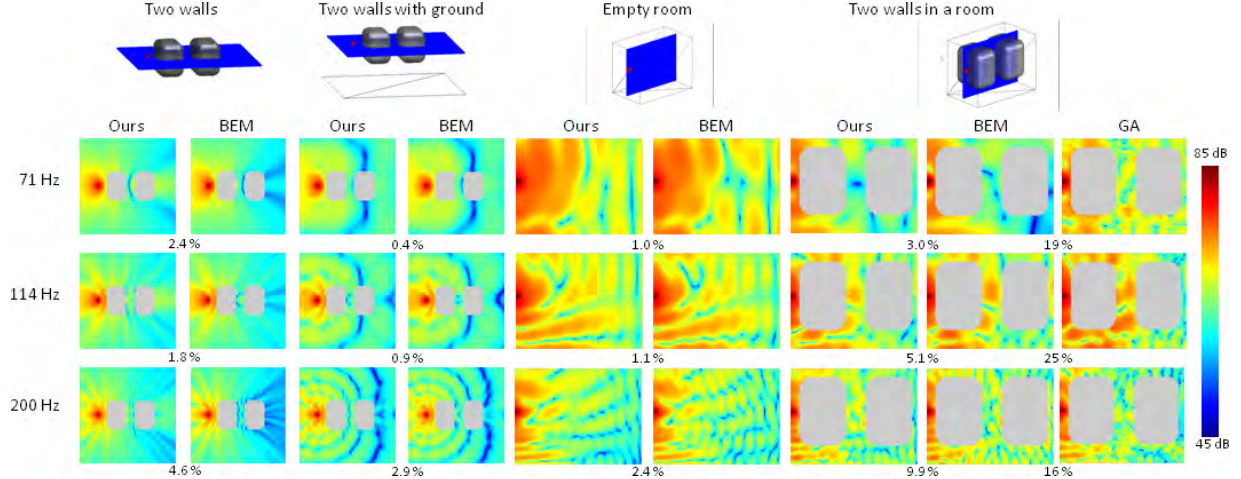 Two walls Two walls with ground Empty room Two walls in a room
Ours BEM Ours BEM Ours BEM Ours BEM GA
85 dB
71 Hz
2.4 % 0.4 % 1.0 % 3.0 % 19 %
114 Hz
1.8 % 0.9 % 1.1 % 5.1 % 25 %
200 Hz
45 dB
4.6 % 2.9 % 2.4 % 9.9 % 16 %